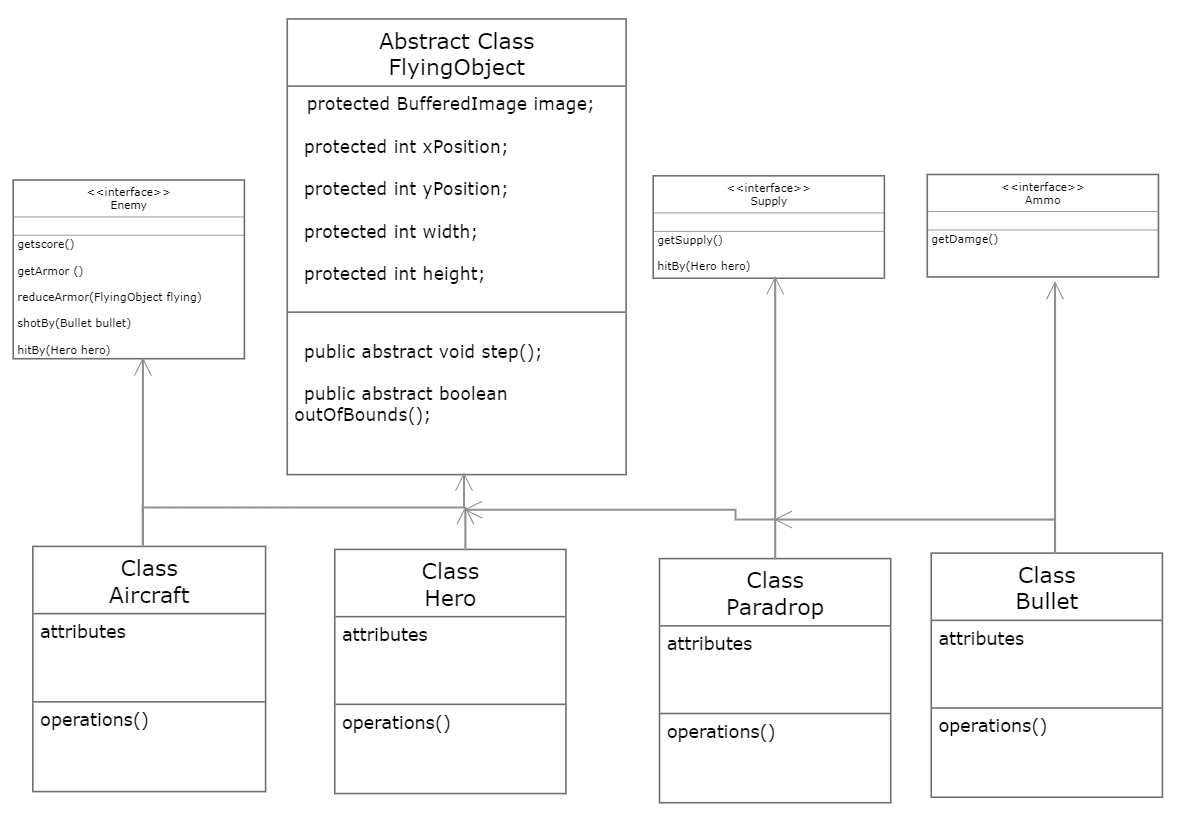 Abstract Class
FlyingObject
protected BufferedImage image;
protected int xPosition;
protected int yPosition;
protected int width;
protected int height;
public abstract void step();
public abstract boolean
outOfBounds();
<<interface>>
Enemy
getscore()
getArmor ()
reduceArmor(FlyingObject flying)
shotBy(Bullet bullet)
hitBy(Hero hero)
<<interface>>
Supply
getSupply()
hitBy(Hero hero)
<<interface>>
Ammo
getDamge()
Class
Aircraft
attributes
operations()
Class
Hero
attributes
operations()
Class
Paradrop
attributes
operations()
Class
Bullet
attributes
operations()